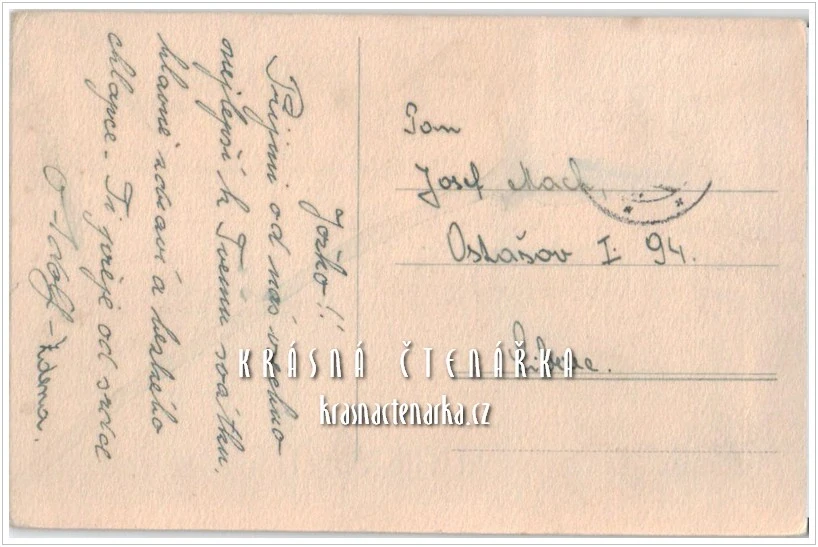 Jožko!!
Přijmi od nás všeho
nejlepší k Tvému svátku,
hlavně zdraví a hezkého
chlapce. Ti přeje od srdce
Zdena.
Pan
Josef Mach,
Ostašov I. 94.
KRÁSNÁ ČTENÁŘKA
krasnactenarka.cz